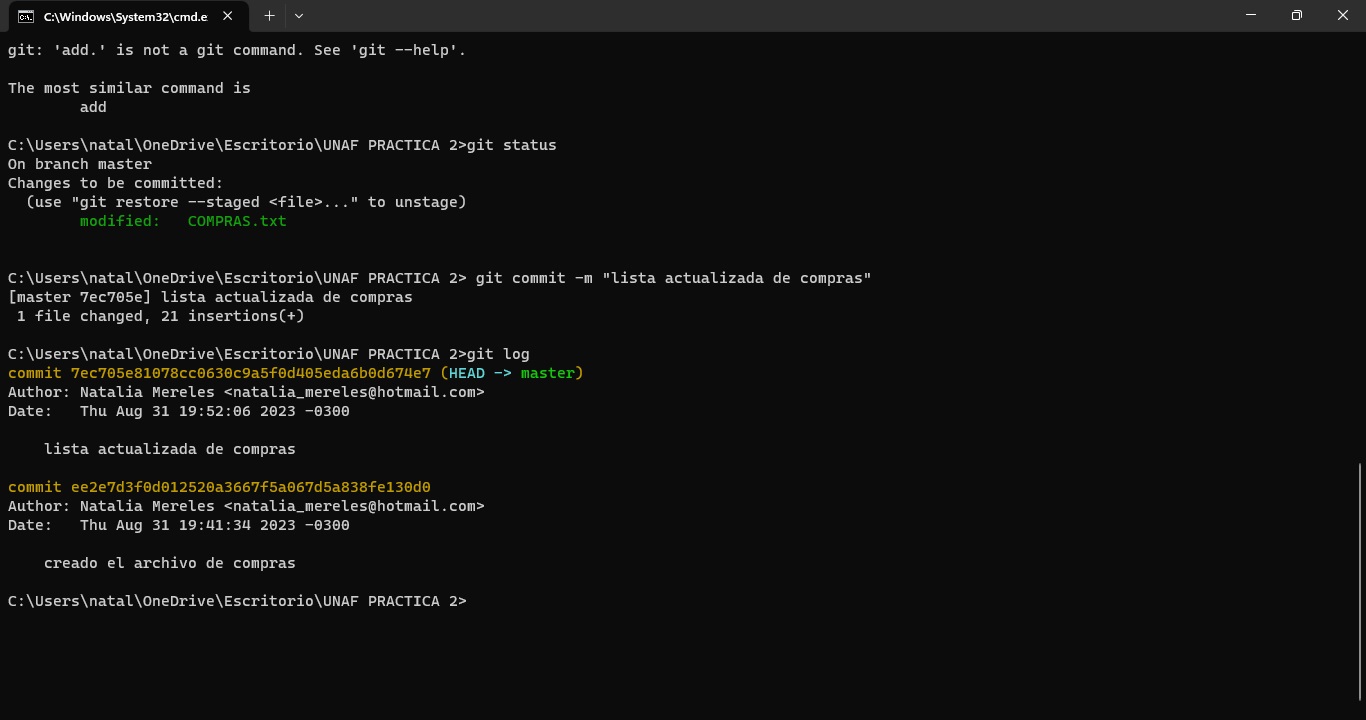 C:\Windows\System32\cmd.e
git: 'add.' is not a git command. See 'git --help'.
The most similar command is
        add
C:\Users\natal\OneDrive\Escritorio\UNAF PRACTICA 2>git status
On branch master
Changes to be committed:
  (use "git restore --staged <file>..." to unstage)
        modified:   COMPRAS.txt
C:\Users\natal\OneDrive\Escritorio\UNAF PRACTICA 2> git commit -m "lista actualizada de compras"
[master 7ec705e] lista actualizada de compras
 1 file changed, 21 insertions(+)
C:\Users\natal\OneDrive\Escritorio\UNAF PRACTICA 2>git log
commit 7ec705e81078cc0630c9a5f0d405eda6b0d674e7 (HEAD -> master)
Author: Natalia Mereles <natalia_mereles@hotmail.com>
Date:   Thu Aug 31 19:52:06 2023 -0300
    lista actualizada de compras
commit ee2e7d3f0d012520a3667f5a067d5a838fe130d0
Author: Natalia Mereles <natalia_mereles@hotmail.com>
Date:   Thu Aug 31 19:41:34 2023 -0300
    creado el archivo de compras
C:\Users\natal\OneDrive\Escritorio\UNAF PRACTICA 2>